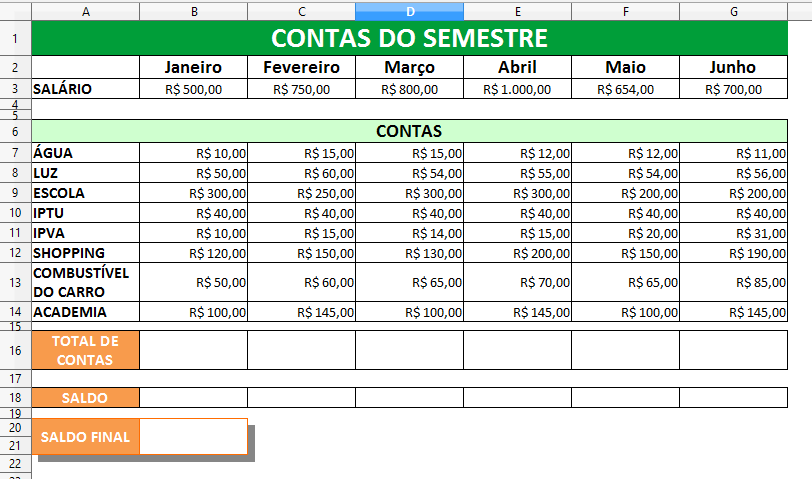 A B C D E F G
1 CONTAS DO SEMESTRE
2 Janeiro Fevereiro Março Abril Maio Junho
3 SALÁRIO R$ 500,00 R$ 750,00 R$ 800,00 R$ 1.000,00 R$ 654,00 R$ 700,00
4
5
6 CONTAS
7 ÁGUA R$ 10,00 R$ 15,00 R$ 15,00 R$ 12,00 R$ 12,00 R$ 11,00
8 LUZ R$ 50,00 R$ 60,00 R$ 54,00 R$ 55,00 R$ 54,00 R$ 56,00
9 ESCOLA R$ 300,00 R$ 250,00 R$ 300,00 R$ 300,00 R$ 200,00 R$ 200,00
10 IPTU R$ 40,00 R$ 40,00 R$ 40,00 R$ 40,00 R$ 40,00 R$ 40,00
11 IPVA R$ 10,00 R$ 15,00 R$ 14,00 R$ 15,00 R$ 20,00 R$ 31,00
12 SHOPPING R$ 120,00 R$ 150,00 R$ 130,00 R$ 200,00 R$ 150,00 R$ 190,00
COMBUSTÍVEL
13 DO CARRO R$ 50,00 R$ 60,00 R$ 65,00 R$ 70,00 R$ 65,00 R$ 85,00
14 ACADEMIA R$ 100,00 R$ 145,00 R$ 100,00 R$ 145,00 R$ 100,00 R$ 145,00
15
TOTAL DE
16 CONTAS
17
18 SALDO
19
20
SALDO FINAL
21
22